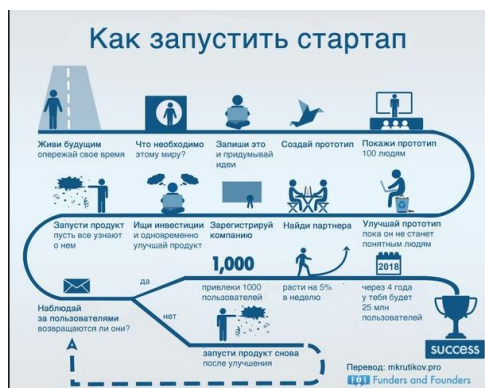 Как запустить стартап
Живи будущим
опережай свое время
Что необходимо
этому миру?
Запиши это
и придумывай
идеи
Создай прототип
Покажи прототип
100 людям
Запусти продукт
пусть все узнают
о нем
Ищи инвестиции
и одновременно
улучшай продукт
Зарегистрируй
компанию
Найди партнера
Улучшай прототип
пока он не станет
понятным людям
Наблюдай
за пользователями
возвращаются ли они?
да
нет
1,000
привлеки 1000
пользователей
расти на 5%
в неделю
2018
через 4 года
у тебя будет
25 млн
пользователей
запусти продукт снова
после улучшения
SUCCESS
Перевод: mkrutikov.pro
Funders and Founders